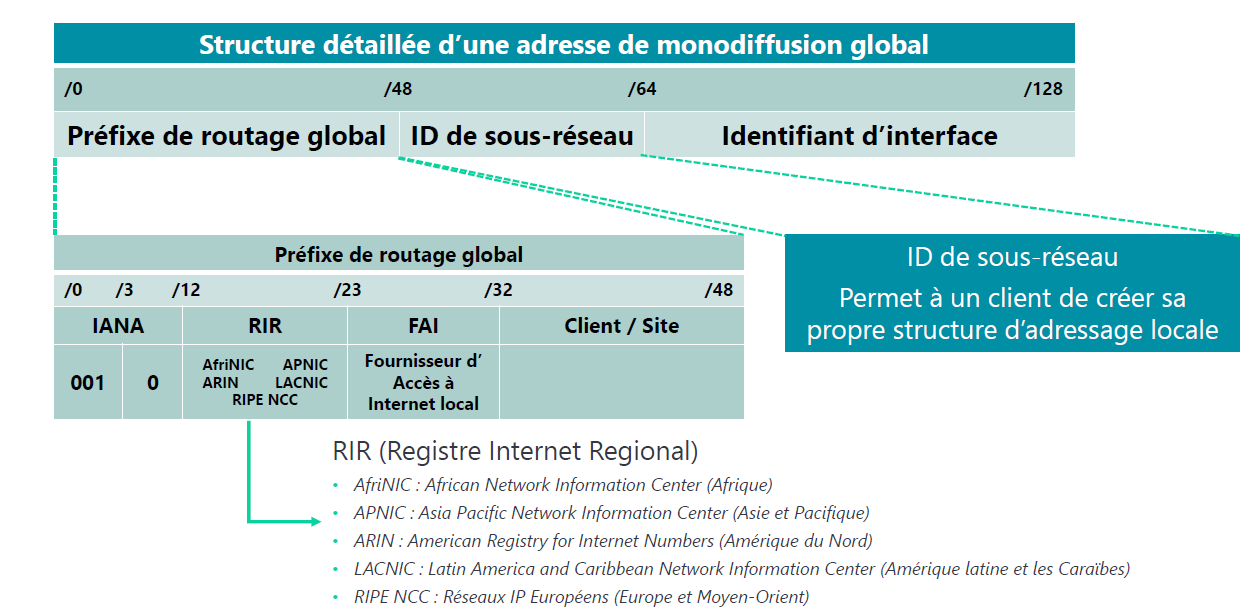 Structure détaillée d’une adresse de monodiffusion global
/0 /48 /64 /128
Préfixe de routage global ID de sous-réseau Identifiant d’interface
Préfixe de routage global
/0 /3 /12 /23 /32 /48
IANA RIR FAI Client / Site
001 0
AfriNIC APNIC
ARIN LACNIC
RIPE NCC
Fournisseur d’
Accès à
Internet local
ID de sous-réseau
Permet à un client de créer sa
propre structure d’adressage locale
RIR (Registre Internet Regional)
• AfriNIC : African Network Information Center (Afrique)
• APNIC : Asia Pacific Network Information Center (Asie et Pacifique)
• ARIN : American Registry for Internet Numbers (Amérique du Nord)
• LACNIC : Latin America and Caribbean Network Information Center (Amérique latine et les Caraïbes)
• RIPE NCC : Réseaux IP Européens (Europe et Moyen-Orient)